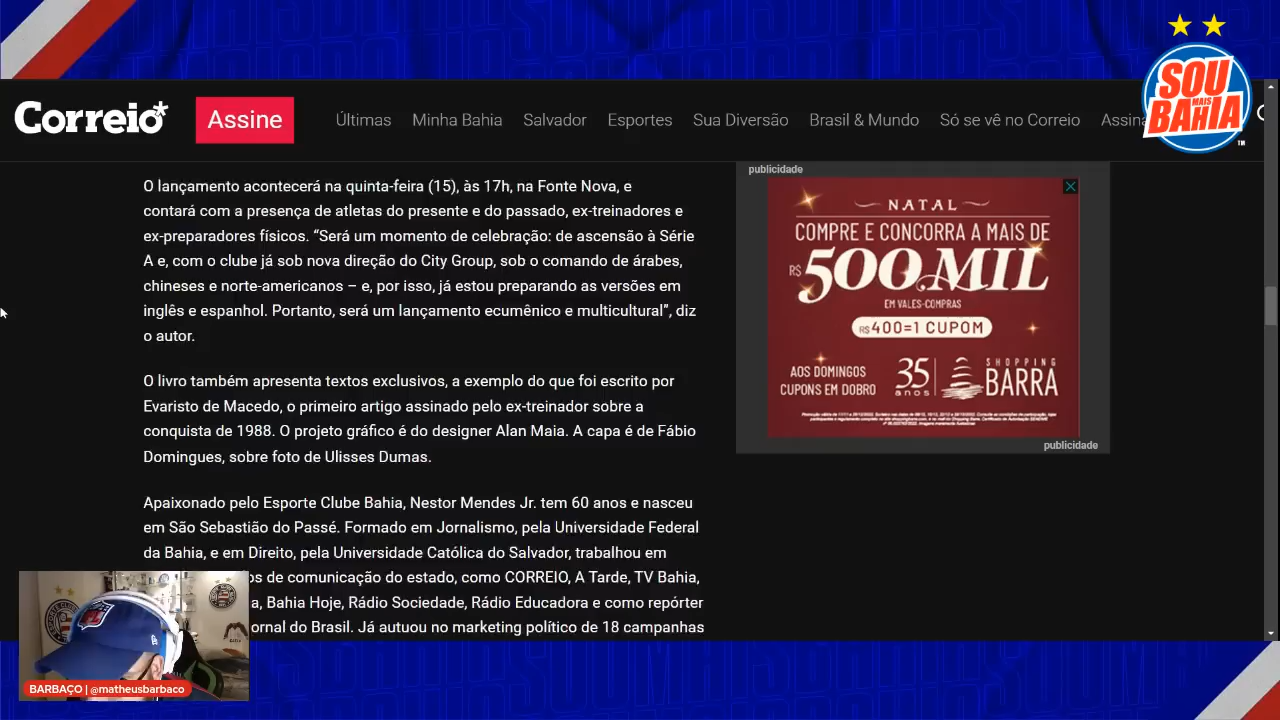 SOU
MAIS
BAHIA
TM
Correio*
Assine
Últimas
Minha Bahia
Salvador
Esportes
Sua Diversão
Brasil & Mundo
Só se vê no Correio
O lançamento acontecerá na quinta-feira (15), às 17h, na Fonte Nova, e
contará com a presença de atletas do presente e do passado, ex-treinadores e
ex-preparadores físicos. “Será um momento de celebração: de ascensão à Série
A e, com o clube já sob nova direção do City Group, sob o comando de árabes,
chineses e norte-americanos – e, por isso, já estou preparando as versões em
inglês e espanhol. Portanto, será um lançamento ecumênico e multicultural”, diz
o autor.
O livro também apresenta textos exclusivos, a exemplo do que foi escrito por
Evaristo de Macedo, o primeiro artigo assinado pelo ex-treinador sobre a
conquista de 1988. O projeto gráfico é do designer Alan Maia. A capa é de Fábio
Domingues, sobre foto de Ulisses Dumas.
Apaixonado pelo Esporte Clube Bahia, Nestor Mendes Jr. tem 60 anos e nasceu
em São Sebastião do Passé. Formado em Jornalismo, pela Universidade Federal
da Bahia, e em Direito, pela Universidade Católica do Salvador, trabalhou em
de comunicação do estado, como CORREIO, A Tarde, TV Bahia,
Bahia Hoje, Rádio Sociedade, Rádio Educadora e como repórter
do Brasil. Já autuou no marketing político de 18 campanhas
publicidade
NATAL
COMPRE E CONCORRA A MAIS DE
R$ 500 MIL
EM VALES-COMPRAS
R$ 400=1 CUPOM
AOS DOMINGOS
CUPONS EM DOBRO
35
anos
SHOPPING
BARRA
publicidade
BARBAÇO | @matheusbarbaco